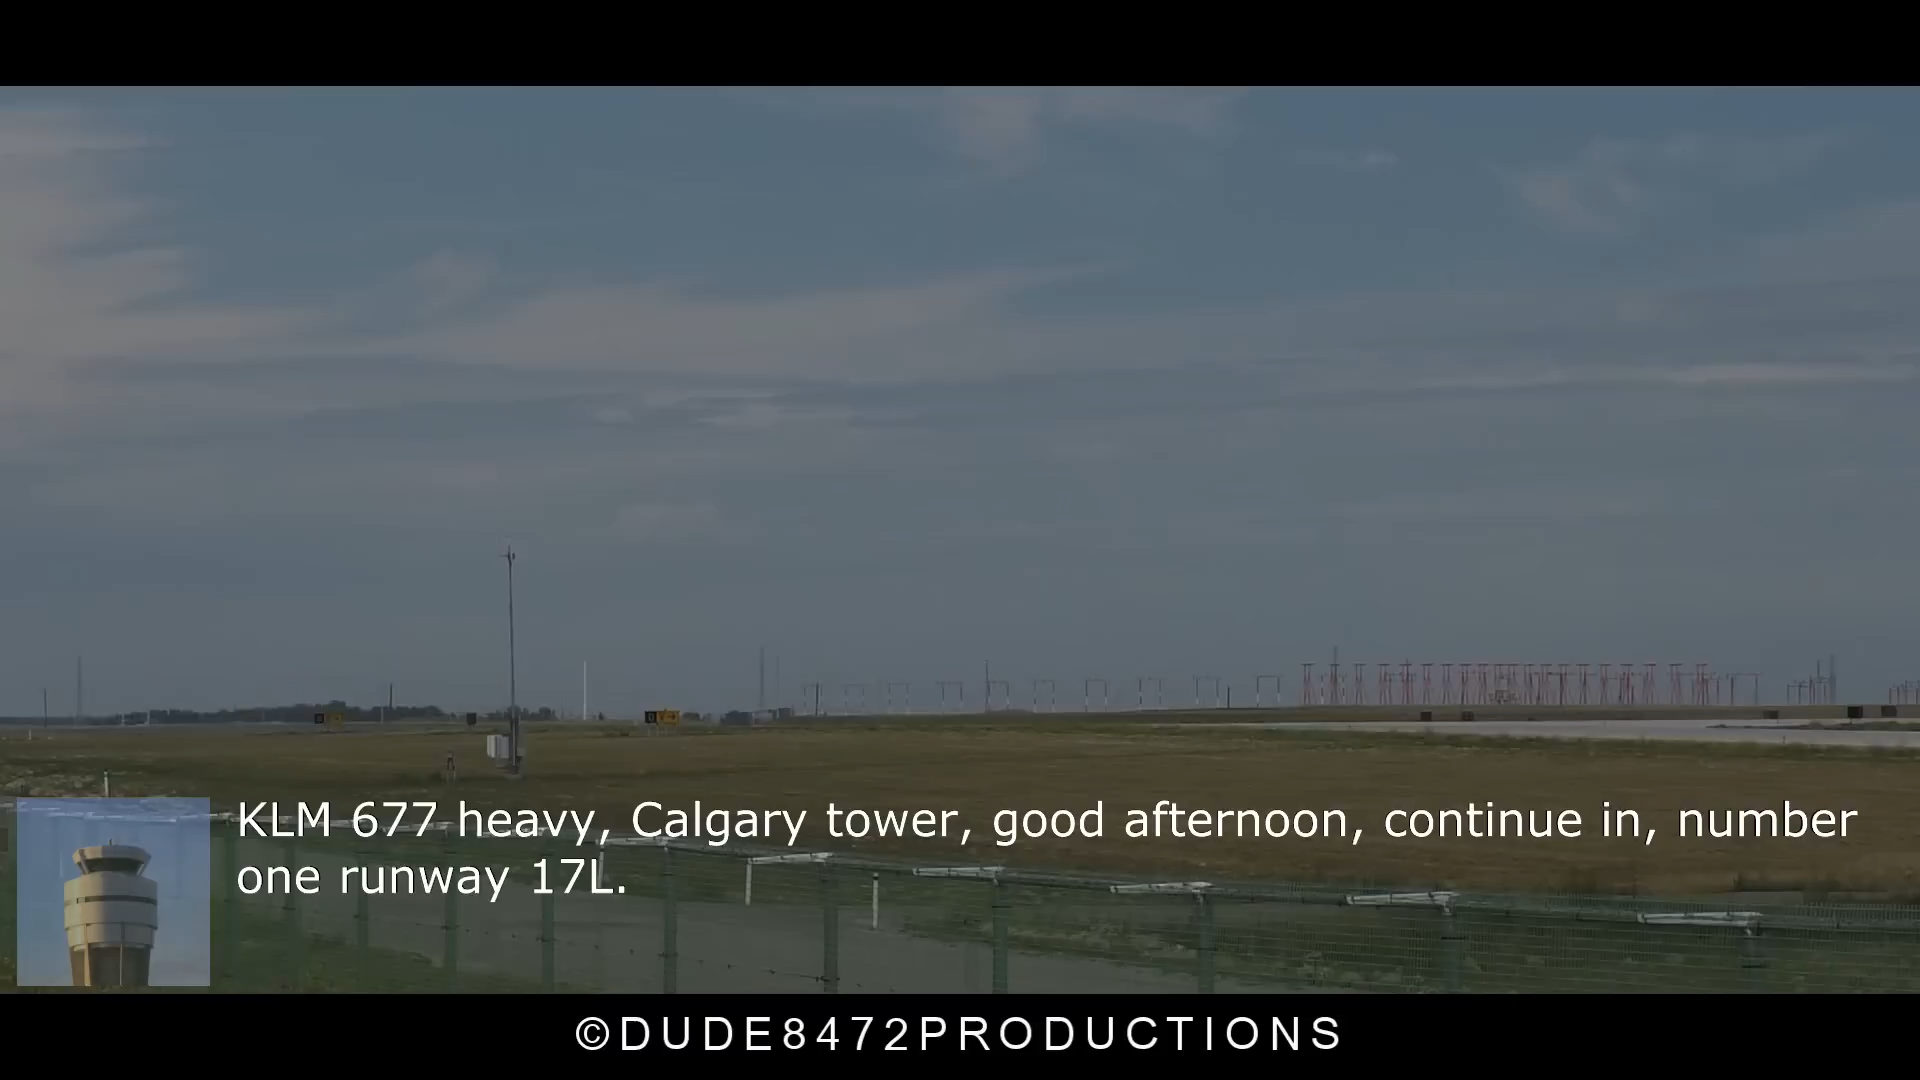 KLM 677 heavy, Calgary tower, good afternoon, continue in, number
one runway 17L.
©DUDE8472PRODUCTIONS